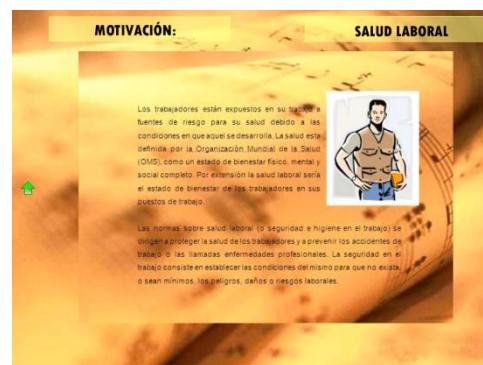 MOTIVACIÓN:
SALUD LABORAL
Los trabajadores están expuestos en su trabajo a
fuentes de riesgo para su salud debido a las
condiciones en que aquel se desarrolla. La salud esta
definida por la Organización Mundial de la Salud
(OMS), como un estado de bienestar físico, mental y
social completo. Por extensión la salud laboral sería
el estado de bienestar de los trabajadores en sus
puestos de trabajo.
Las normas sobre salud laboral (o seguridad e higiene en el trabajo) se
dirigen a proteger la salud de los trabajadores y a prevenir los accidentes de
trabajo o las llamadas enfermedades profesionales. La seguridad en el
trabajo consiste en establecer las condiciones del mismo para que no exista,
o sean mínimos, los peligros, daños o riesgos laborales.